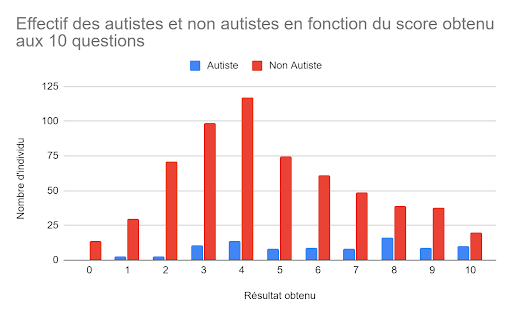 Effectif des autistes et non autistes en fonction du score obtenu
aux 10 questions
Autiste Non Autiste
125
100
75
50
25
0
0 1 2 3 4 5 6 7 8 9 10
Nombre d'individu
Résultat obtenu